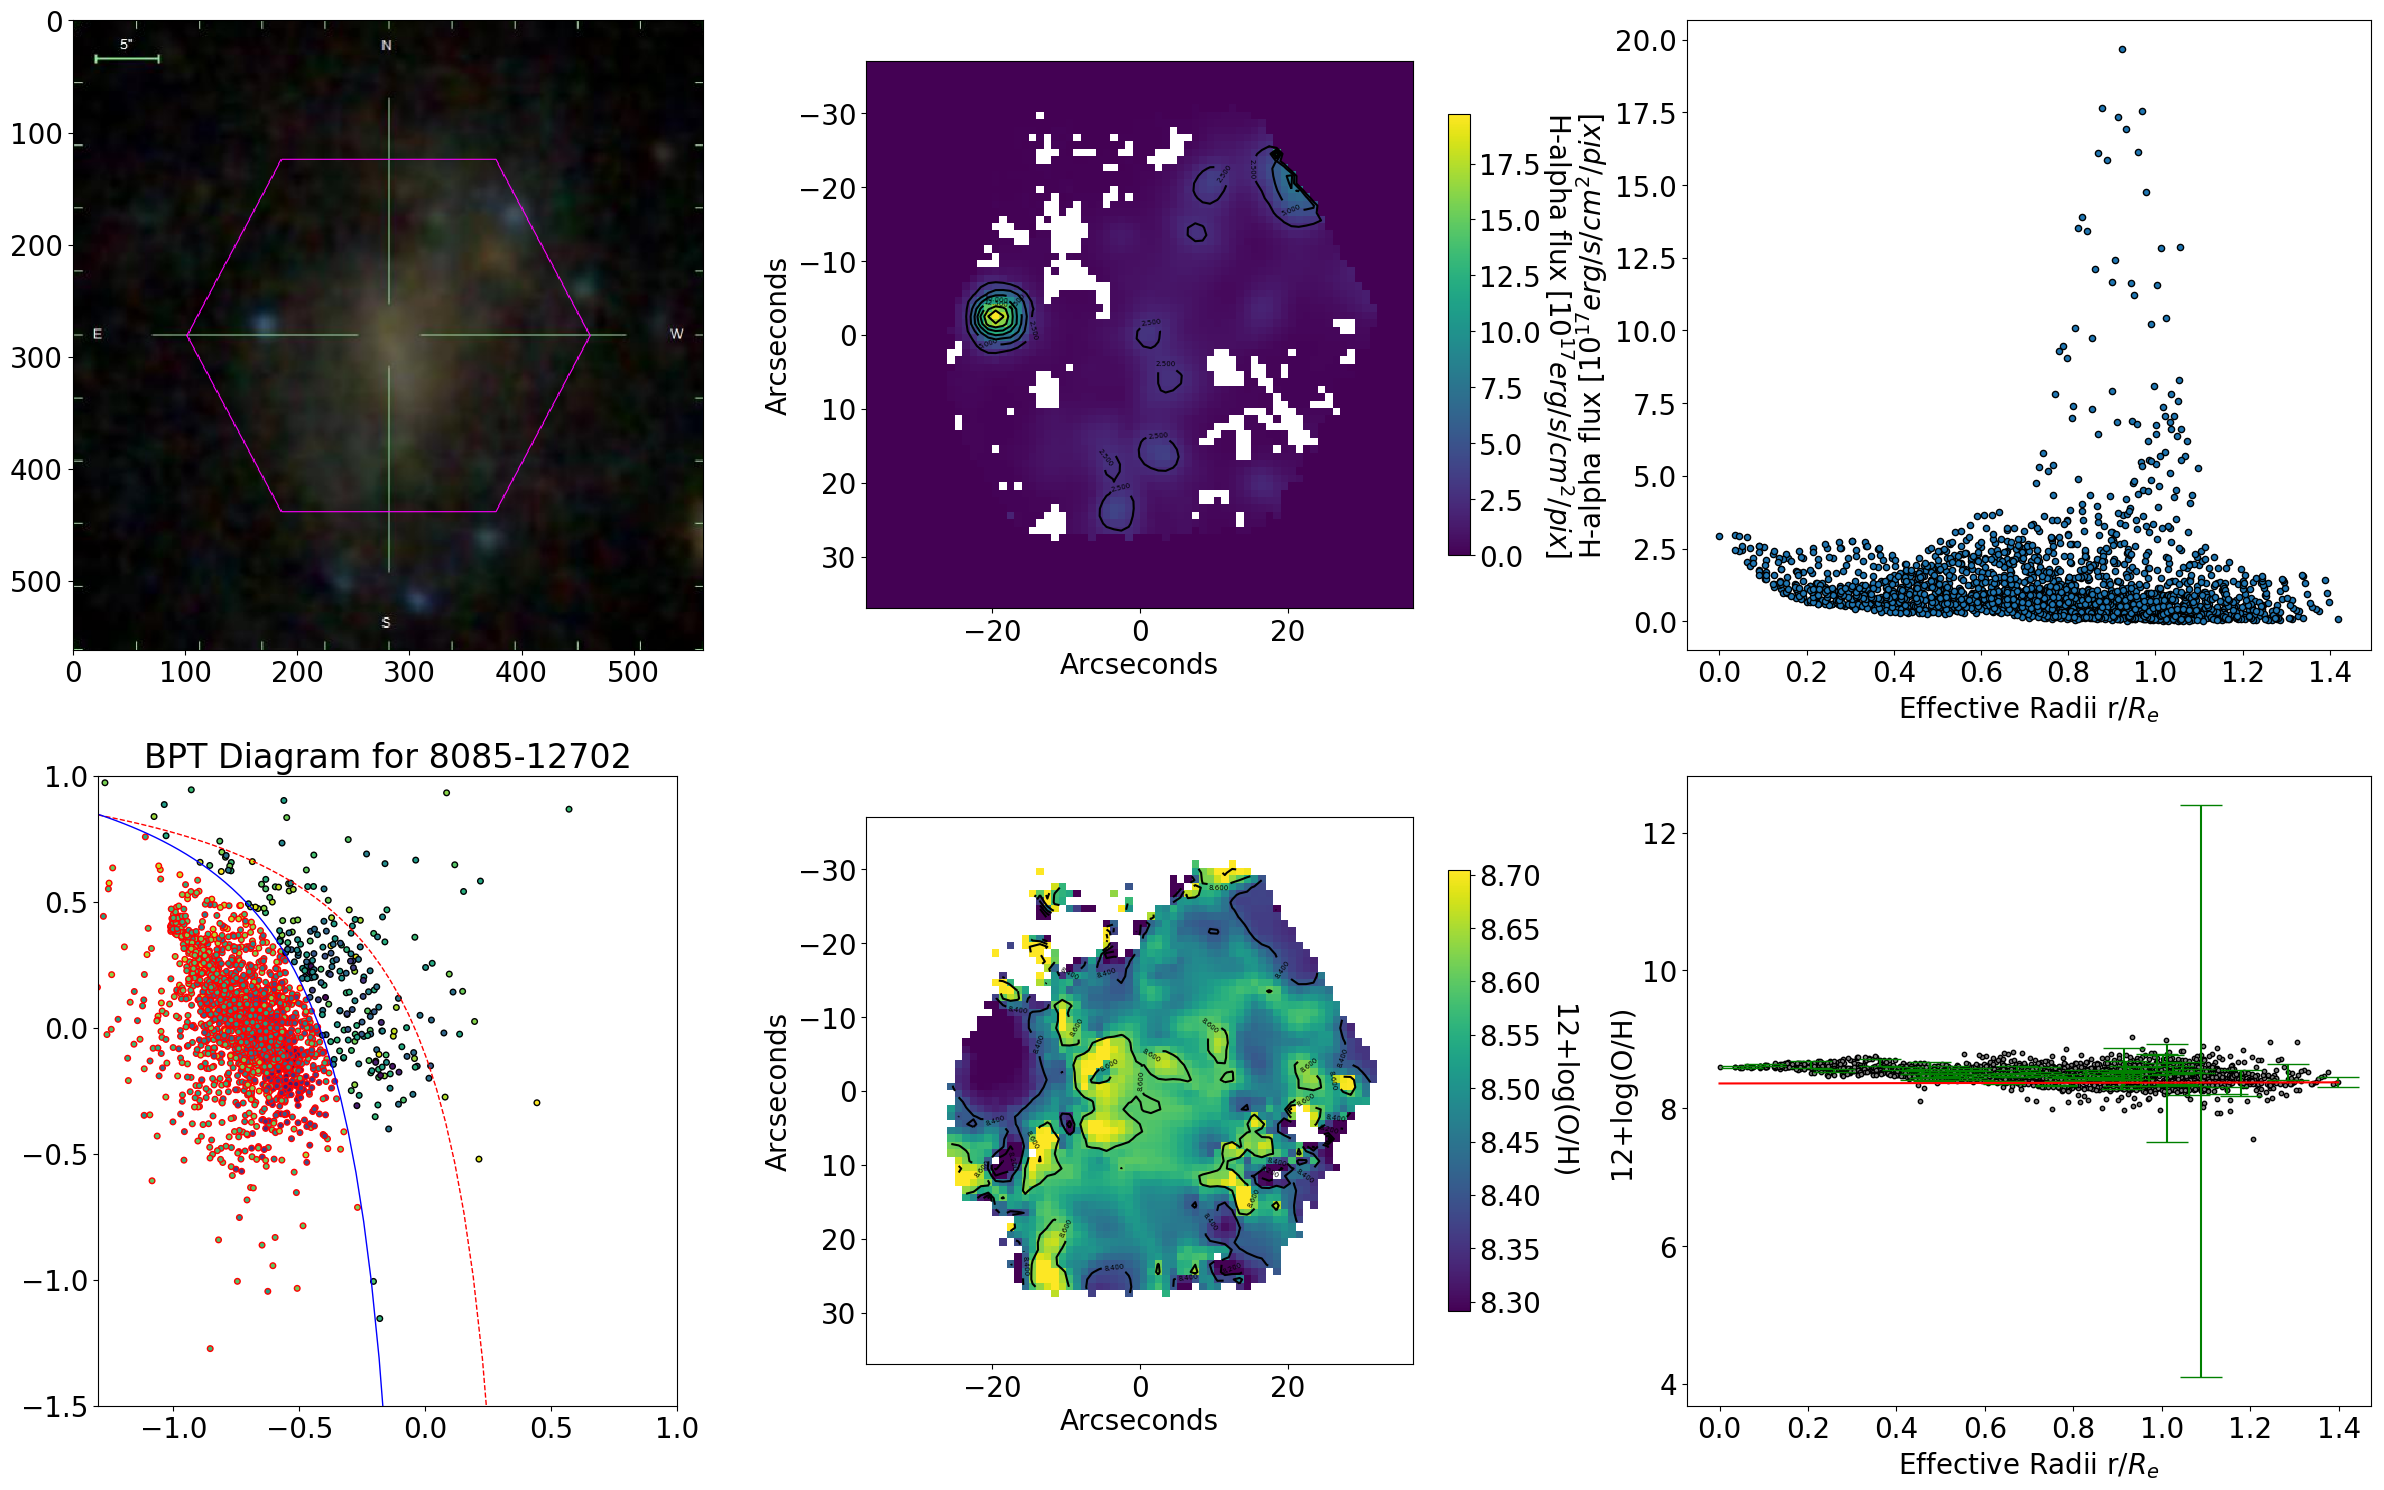 0
100
200
300
400
500
0 100 200 300 400 500
5"
N
E
W
S
−30
−20
−10
0
10
20
30
−20 0 20
Arcseconds
Arcseconds
2.500
5.000
17.5
15.0
12.5
10.0
7.5
5.0
2.5
0.0
H-alpha flux [10^17 erg/s/cm^2/pix]
H-alpha flux [10^17 erg/s/cm^2/pix]
20.0
17.5
15.0
12.5
10.0
7.5
5.0
2.5
0.0
0.0 0.2 0.4 0.6 0.8 1.0 1.2 1.4
Effective Radii r/R_e
BPT Diagram for 8085-12702
1.0
0.5
0.0
−0.5
−1.0
−1.5
−1.0 −0.5 0.0 0.5 1.0
−30
−20
−10
0
10
20
30
−20 0 20
Arcseconds
Arcseconds
8.600
8.400
8.70
8.65
8.60
8.55
8.50
8.45
8.40
8.35
8.30
12+log(O/H)
12+log(O/H)
12
10
8
6
4
0.0 0.2 0.4 0.6 0.8 1.0 1.2 1.4
Effective Radii r/R_e